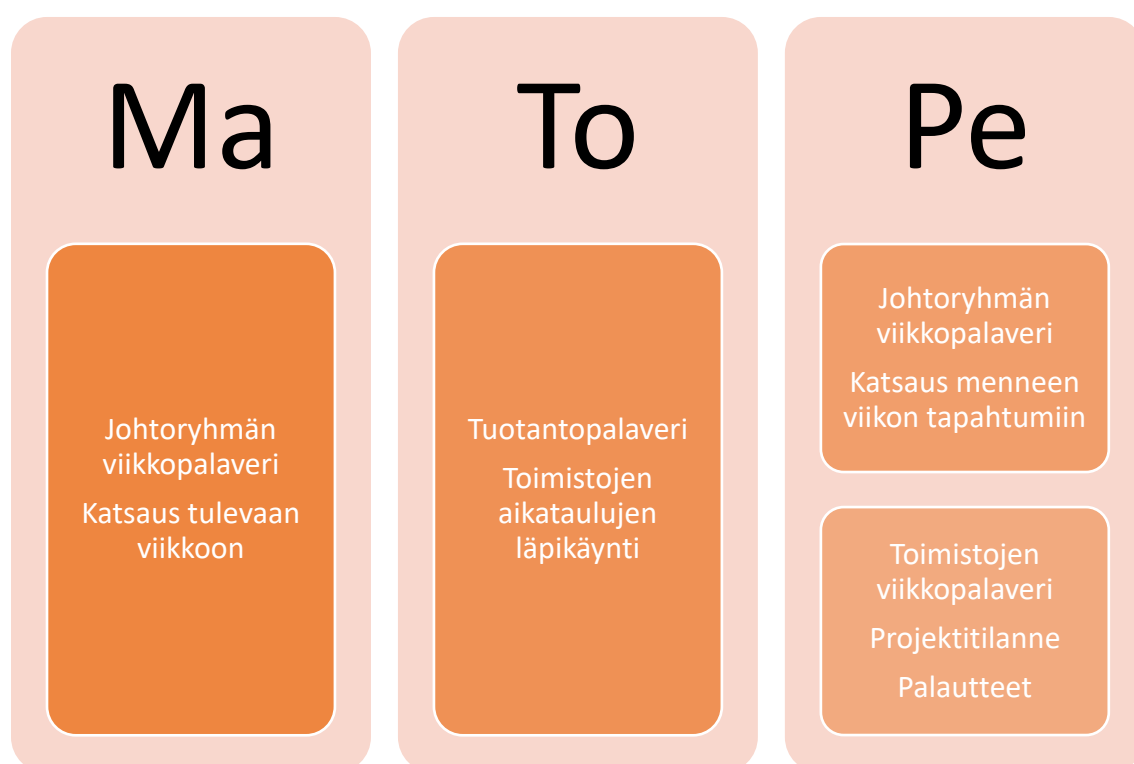 Ma
Johtoryhmän
viikkopalaveri
Katsaus tulevaan
viikkoon
To
Tuotantopalaveri
Toimistojen
aikataulujen
läpikäynti
Pe
Johtoryhmän
viikkopalaveri
Katsaus menneen
viikon tapahtumiin
Toimistojen
viikkopalaveri
Projektitilanne
Palautteet